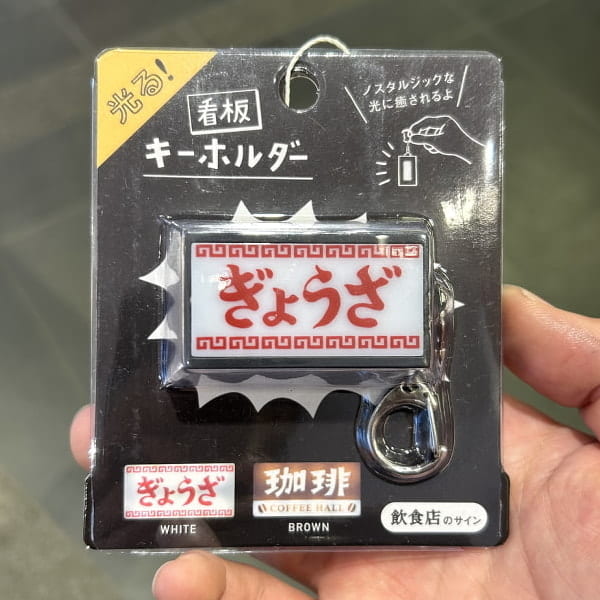 光る!
看板
キーホルダー
ノスタルジックな
光に癒されるよ
ぎょうざ
ぎょうざ
WHITE
珈琲
COFFEE HALL
BROWN
飲食店のサイン